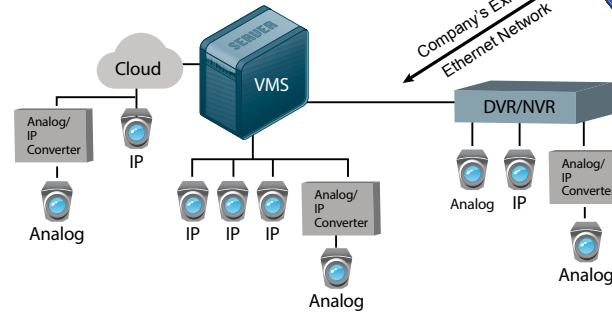 Company's
Ethernet Network
SERVER
Cloud
VMS
DVR/NVR
Analog/
IP
Converter
IP
Analog
IP
IP
IP
Analog/
IP
Converter
Analog
Analog
IP
Analog/
IP
Converter
Analog